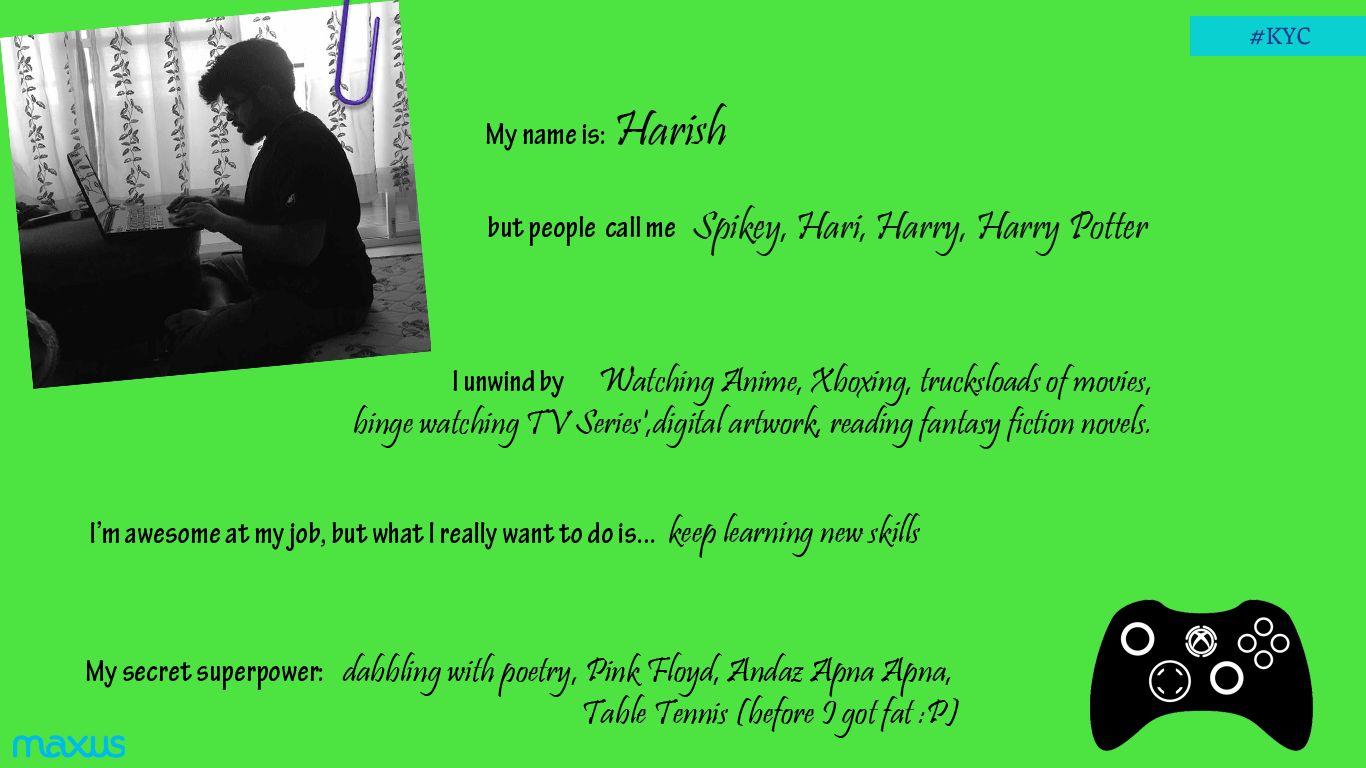 #KYC
My name is: Harish
but people call me Spikey, Hari, Harry, Harry Potter
I unwind by Watching Anime, Xboxing, trucksloads of movies,
binge watching TV Series',digital artwork, reading fantasy fiction novels.
I'm awesome at my job, but what I really want to do is... keep learning new skills
My secret superpower: dabbling with poetry, Pink Floyd, Andaz Apna Apna,
Table Tennis (before I got fat :P)
maxus